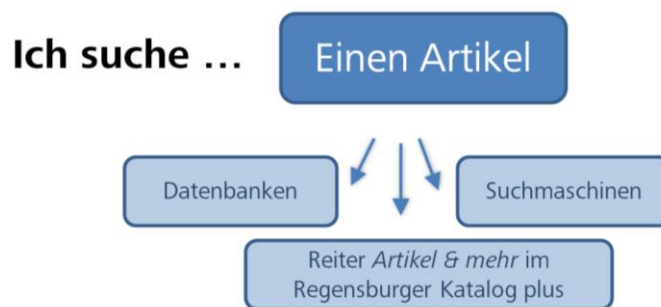 Ich suche ...
Einen Artikel
Datenbanken
Suchmaschinen
Reiter Artikel & mehr im
Regensburger Katalog plus